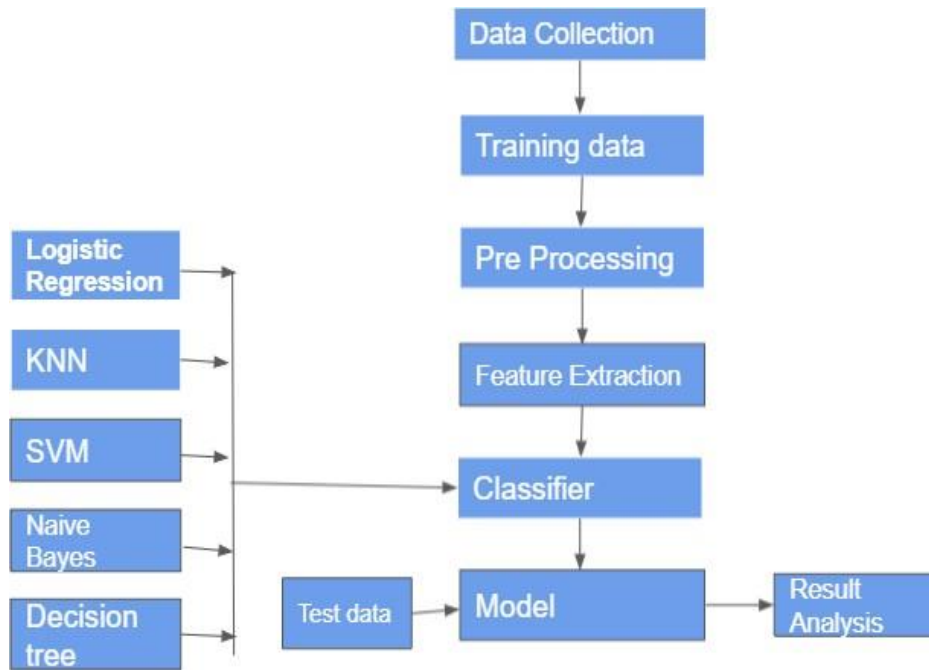 Data Collection
Training data
Pre Processing
Feature Extraction
Classifier
Model
Logistic
Regression
KNN
SVM
Naive
Bayes
Decision
tree
Test data
Result
Analysis